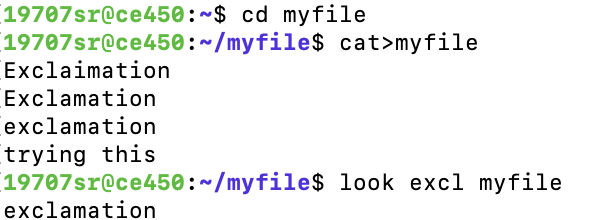 19707sr@ce450:~$ cd myfile
19707sr@ce450:~/myfile$ cat>myfile
Exclaimation
Exclamation
exclamation
trying this
19707sr@ce450:~/myfile$ look excl myfile
exclamation